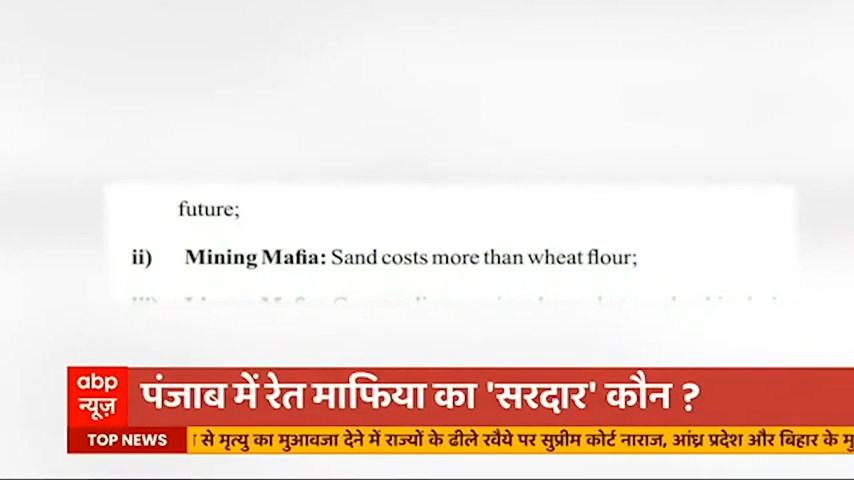 future;
ii) Mining Mafia: Sand costs more than wheat flour;
abp
न्यूज़
पंजाब में रेत माफिया का 'सरदार' कौन ?
TOP NEWS
से मृत्यु का मुआवजा देने में राज्यों के ढीले रवैये पर सुप्रीम कोर्ट नाराज, आंध्र प्रदेश और बिहार के